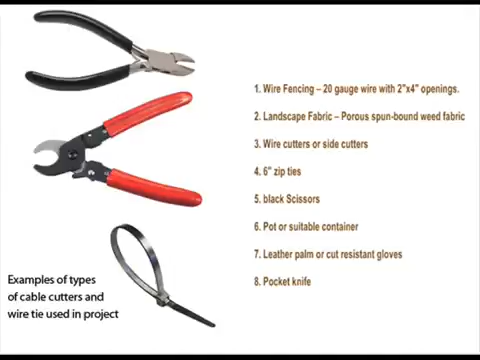 1. Wire Fencing – 20 gauge wire with 2"x4" openings.
2. Landscape Fabric – Porous spun-bound weed fabric
3. Wire cutters or side cutters
4. 6" zip ties
5. black Scissors
6. Pot or suitable container
7. Leather palm or cut resistant gloves
8. Pocket knife
Examples of types
of cable cutters and
wire tie used in project